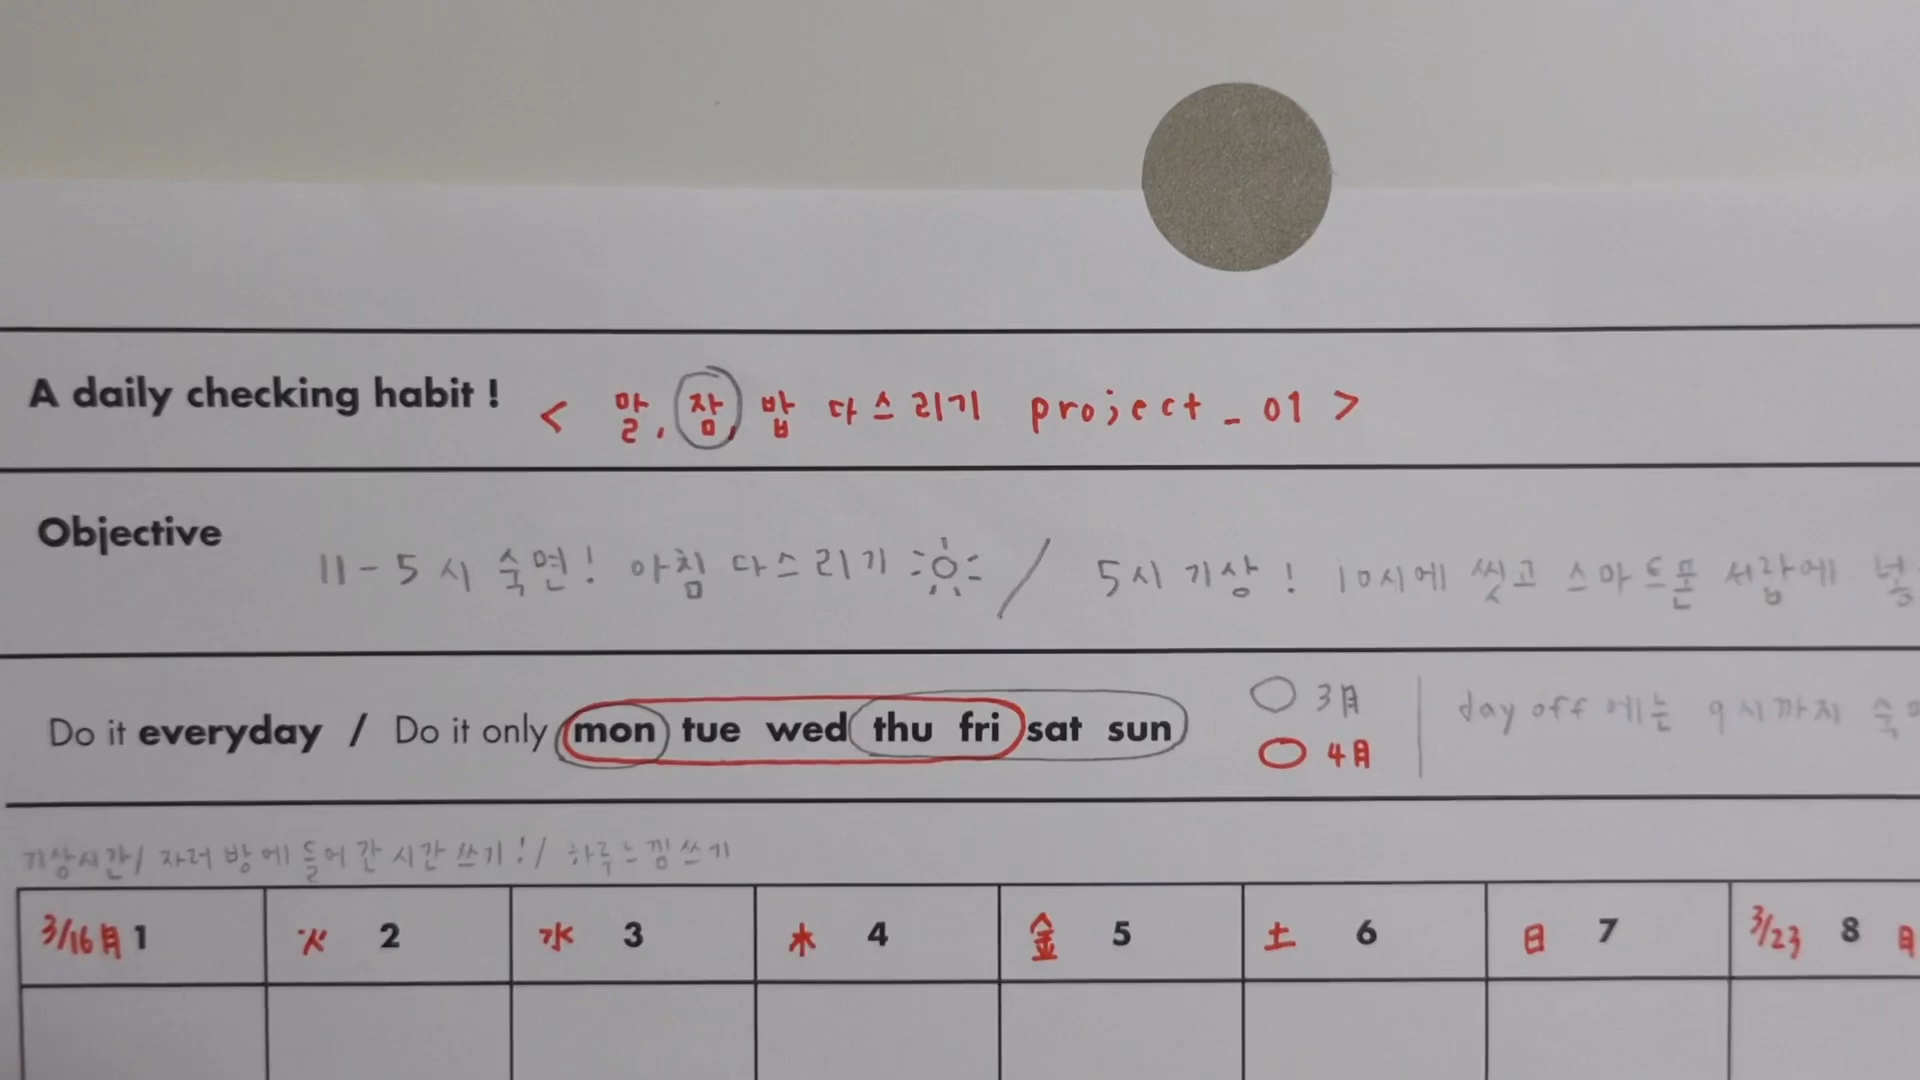 A daily checking habit ! < 말, 잠, 밥 다스리기 project _ 01 >
Objective 11-5시 숙면! 아침 다스리기 / 5시 기상! 10시에 씻고 스마트폰 서랍에
Do it everyday / Do it only mon tue wed thu fri sat sun 3月 day off 에는 9시까지
4月
기상시간/ 자러 방에 들어간 시간 쓰기!/ 하루 느낌 쓰기
3/16 月 1 火 2 水 3 木 4 金 5 土 6 日 7 3/23 8 月